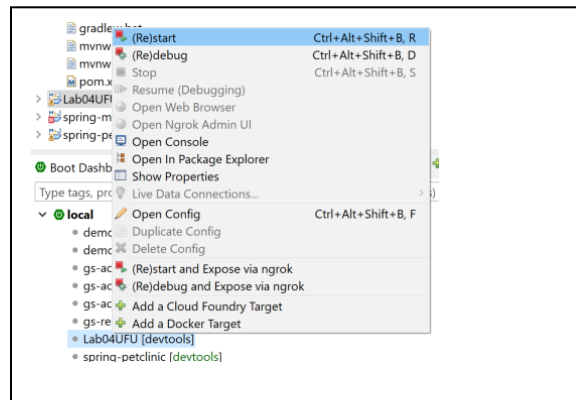 gradlew.bat
(Re)start Ctrl+Alt+Shift+B, R
mvnw
(Re)debug Ctrl+Alt+Shift+B, D
mvnw
Stop Ctrl+Alt+Shift+B, S
pom.x
Resume (Debugging)
Lab04UFU
Open Web Browser
spring-m
Open Ngrok Admin UI
spring-pe
Open Console
Open In Package Explorer
Boot Dashb
Show Properties
Type tags, pro
Live Data Connections...
local
Open Config Ctrl+Alt+Shift+B, F
demo
Duplicate Config
demo
Delete Config
gs-ac
(Re)start and Expose via ngrok
gs-ac
(Re)debug and Expose via ngrok
gs-ac
Add a Cloud Foundry Target
gs-re
Add a Docker Target
Lab04UFU [devtools]
spring-petclinic [devtools]